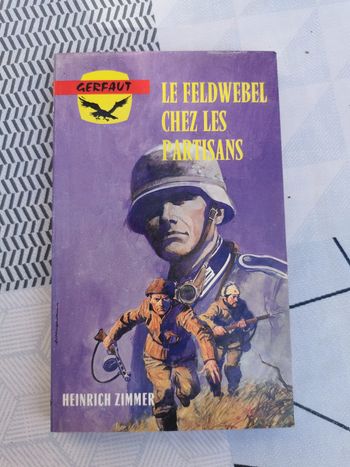 GERFAUT
LE FELDWEBEL
CHEZ LES
PARTISANS
HEINRICH ZIMMER